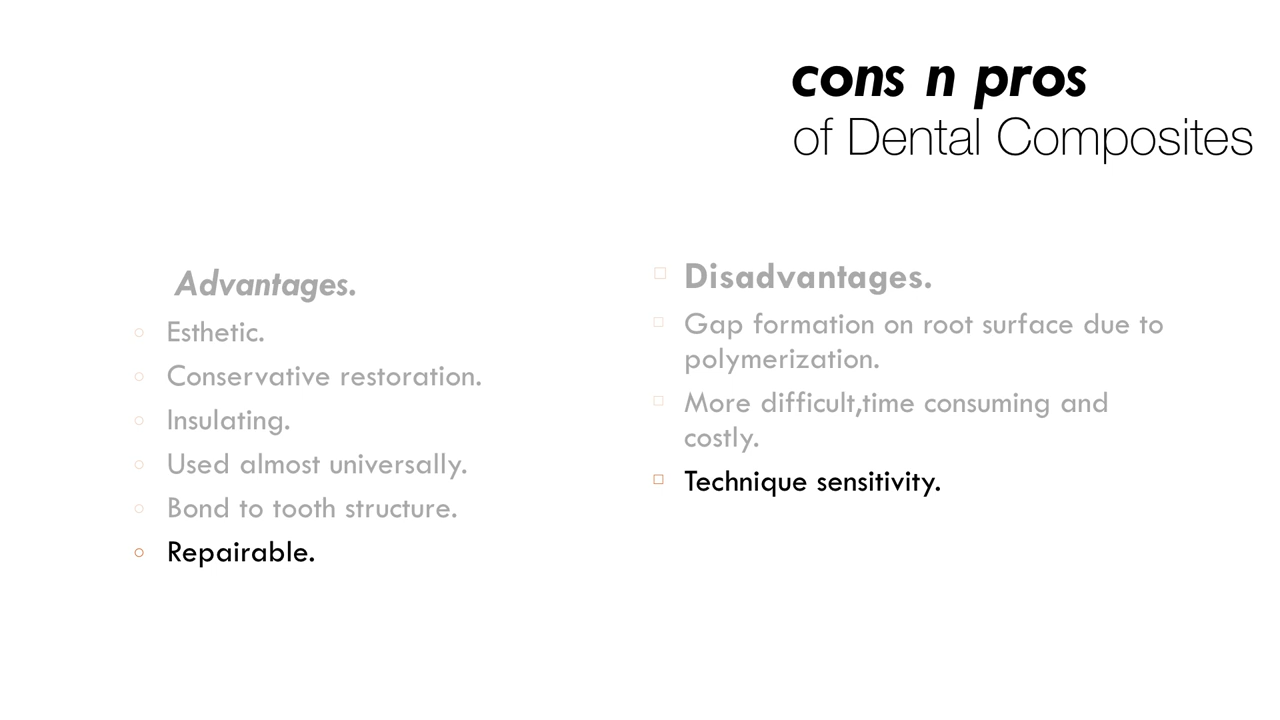 cons n pros
of Dental Composites
Advantages.
Esthetic.
Conservative restoration.
Insulating.
Used almost universally.
Bond to tooth structure.
Repairable.
Disadvantages.
Gap formation on root surface due to
polymerization.
More difficult,time consuming and
costly.
Technique sensitivity.